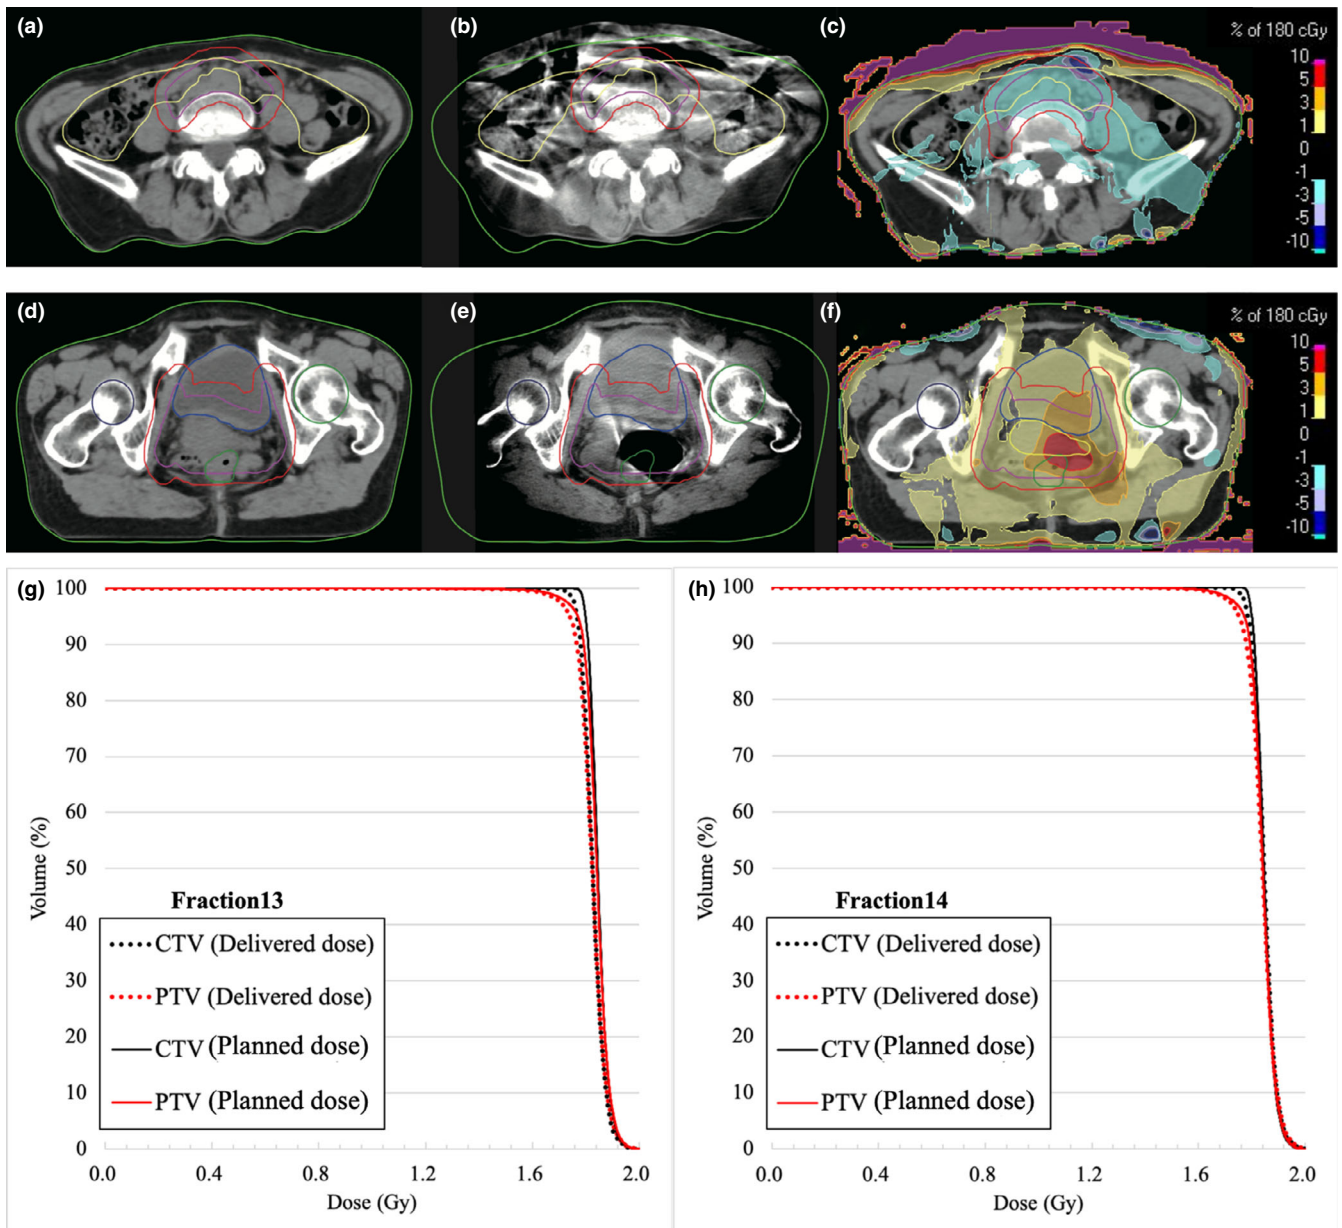 (a)
(b)
(c)
% of 180 cGy
10
5
3
1
0
-1
-3
-5
-10
(d)
(e)
(f)
% of 180 cGy
10
5
3
1
0
-1
-3
-5
-10
(g)
100
90
80
70
60
50
40
30
20
10
0
Volume (%)
Fraction13
CTV (Delivered dose)
PTV (Delivered dose)
CTV (Planned dose)
PTV (Planned dose)
0.0 0.4 0.8 1.2 1.6 2.0
Dose (Gy)
(h)
100
90
80
70
60
50
40
30
20
10
0
Volume (%)
Fraction14
CTV (Delivered dose)
PTV (Delivered dose)
CTV (Planned dose)
PTV (Planned dose)
0.0 0.4 0.8 1.2 1.6 2.0
Dose (Gy)